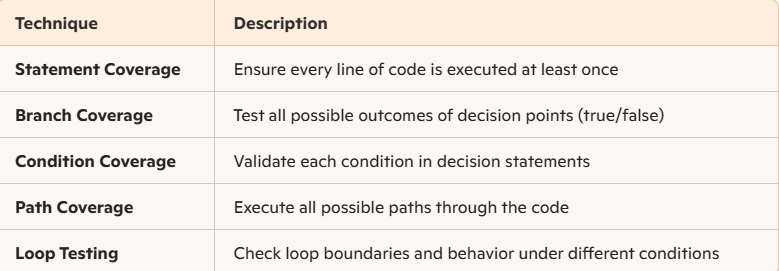 Technique Description
Statement Coverage Ensure every line of code is executed at least once
Branch Coverage Test all possible outcomes of decision points (true/false)
Condition Coverage Validate each condition in decision statements
Path Coverage Execute all possible paths through the code
Loop Testing Check loop boundaries and behavior under different conditions